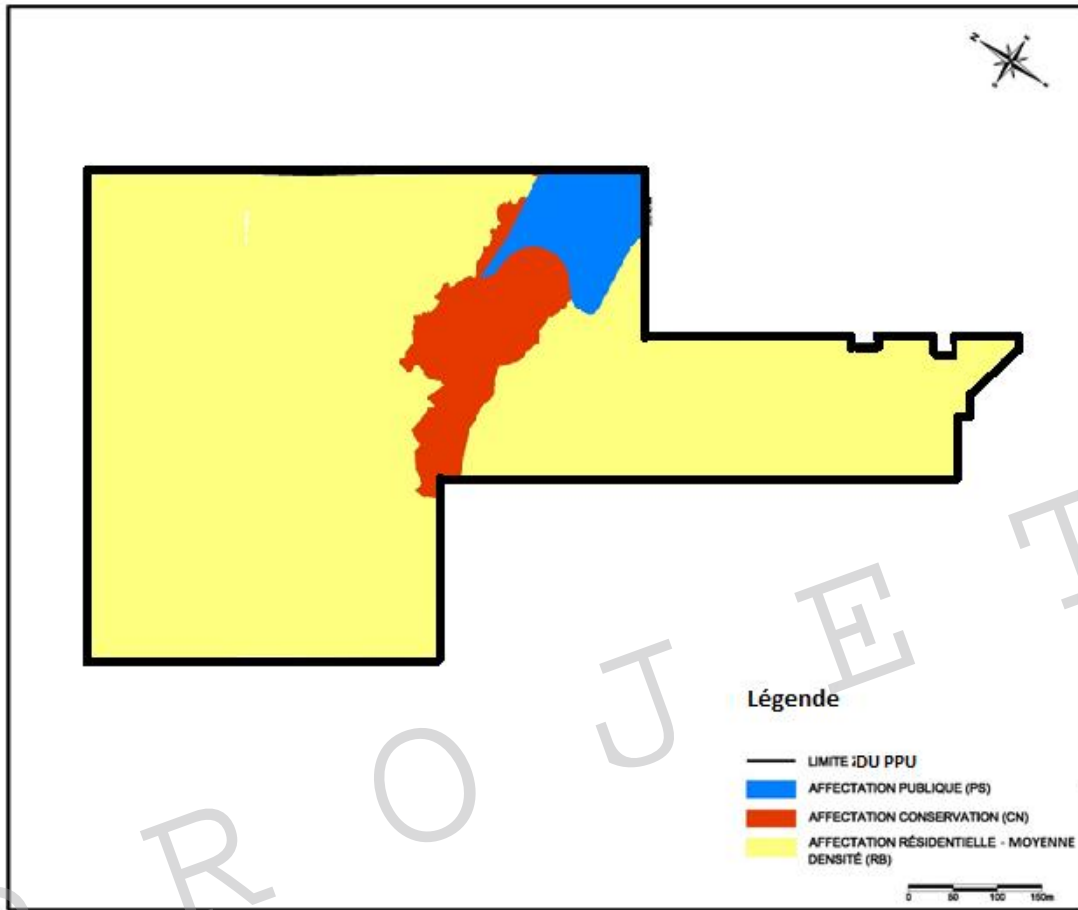 Légende
LIMITE DU PPU
AFFECTATION PUBLIQUE (PS)
AFFECTATION CONSERVATION (CN)
AFFECTATION RÉSIDENTIELLE - MOYENNE
DENSITÉ (RB)
0 50 100 150m
PROJET